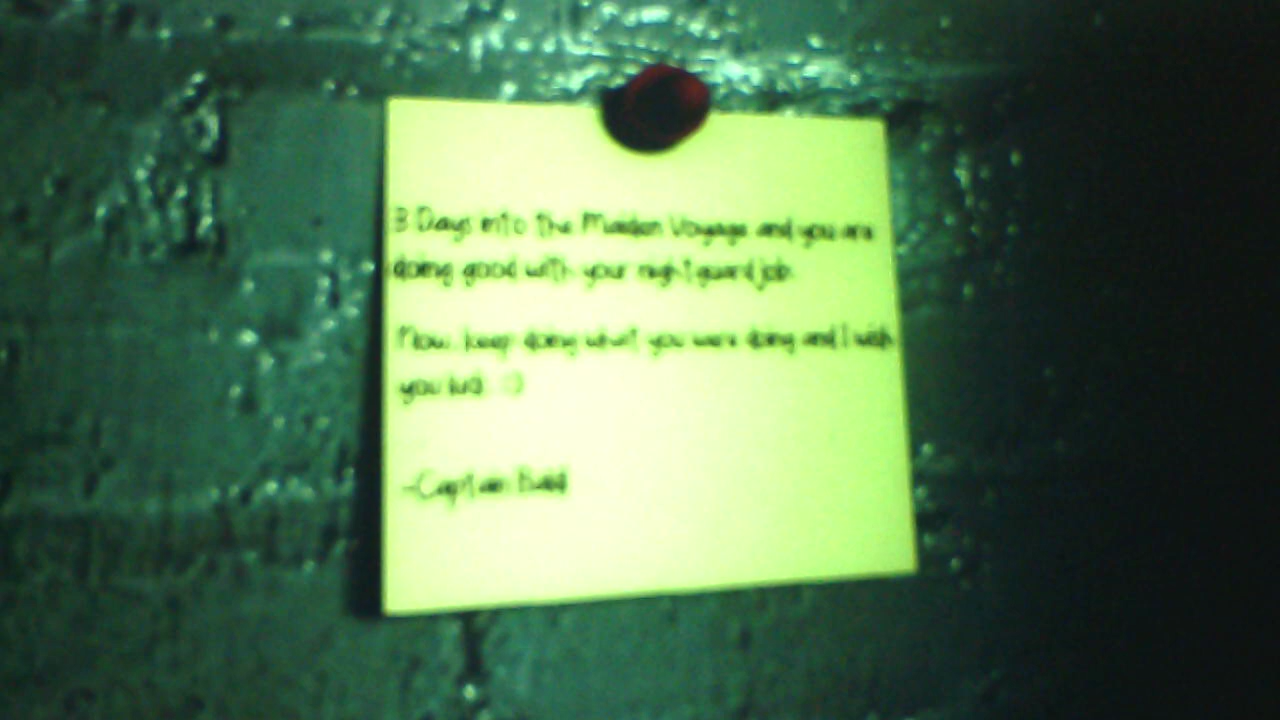 3 Days into the Maiden Voyage and you are
doing good with your night guard job.
Now, keep doing what you were doing and I wish
you luck. :)
-Captain